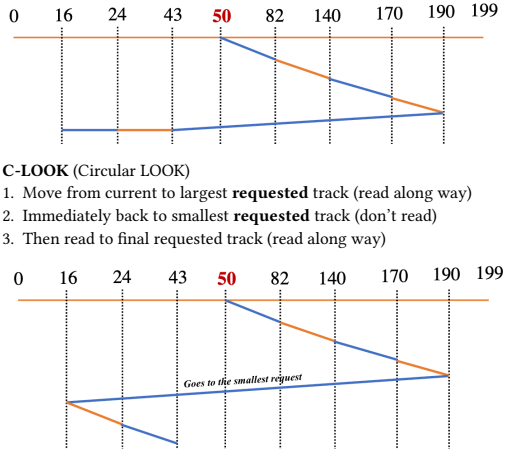 0 16 24 43 50 82 140 170 190 199
C-LOOK (Circular LOOK)
1. Move from current to largest requested track (read along way)
2. Immediately back to smallest requested track (don't read)
3. Then read to final requested track (read along way)
0 16 24 43 50 82 140 170 190 199
Goes to the smallest request